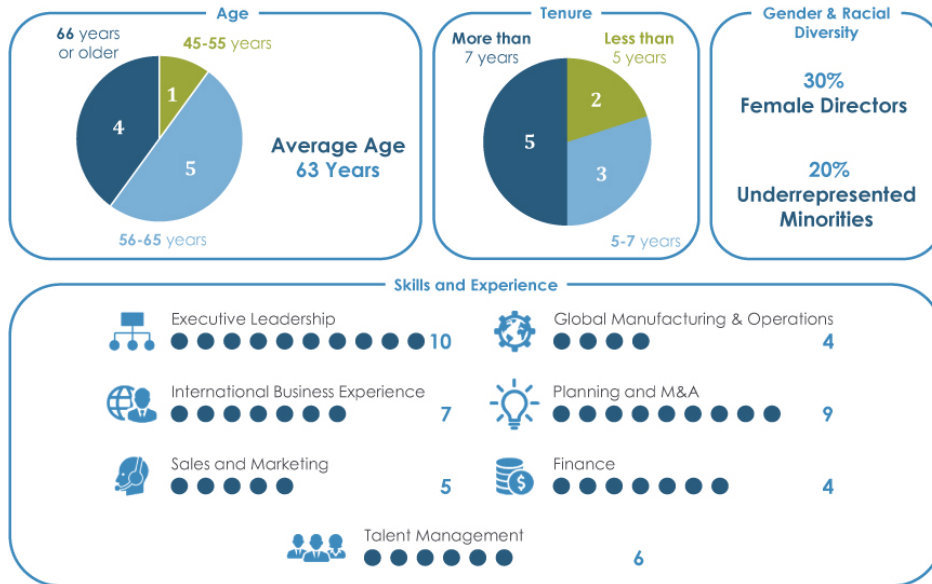 Age
66 years
or older
45-55 years
1
4
5
Average Age
63 Years
56-65 years
Tenure
More than
7 years
Less than
5 years
2
5
3
5-7 years
Gender & Racial
Diversity
30%
Female Directors
20%
Underrepresented
Minorities
Skills and Experience
Executive Leadership
10
Global Manufacturing & Operations
4
International Business Experience
7
Planning and M&A
9
Sales and Marketing
5
Finance
$
4
Talent Management
6